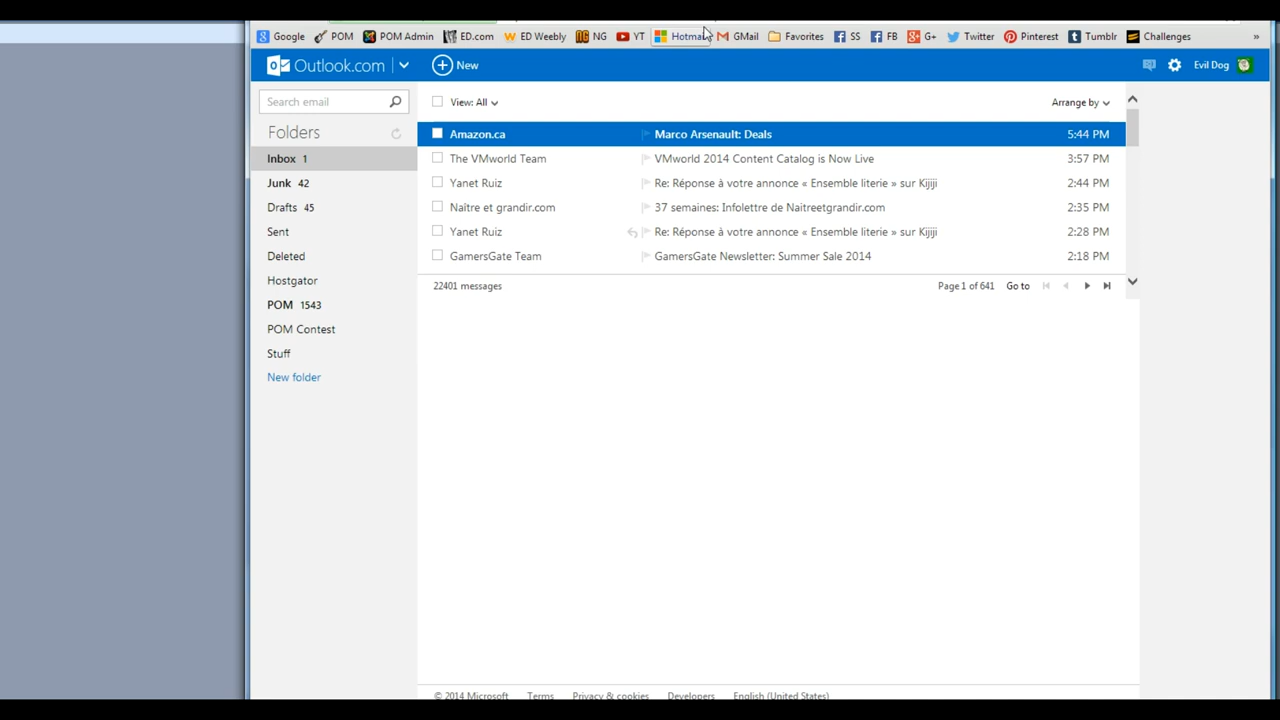 Google POM POM Admin ED.com ED Weekly NG YT Hotmail GMail Favorites SS FB G+ Twitter Pinterest Tumblr Challenges »
Outlook.com New Evil Dog
Search email View: All Arrange by
Folders
Amazon.ca Marco Arsenault: Deals 5:44 PM
Inbox 1 The VMworld Team VMworld 2014 Content Catalog is Now Live 3:57 PM
Junk 42 Yanet Ruiz Re: Réponse à votre annonce « Ensemble literie » sur Kijiji 2:44 PM
Drafts 45 Naître et grandir.com 37 semaines: Infolettre de Naitreetgrandir.com 2:35 PM
Sent Yanet Ruiz Re: Réponse à votre annonce « Ensemble literie » sur Kijiji 2:28 PM
Deleted GamersGate Team GamersGate Newsletter: Summer Sale 2014 2:18 PM
Hostgator 22401 messages Page 1 of 641 Go to
POM 1543
POM Contest
Stuff
New folder
© 2014 Microsoft Terms Privacy & cookies Developers English (United States)